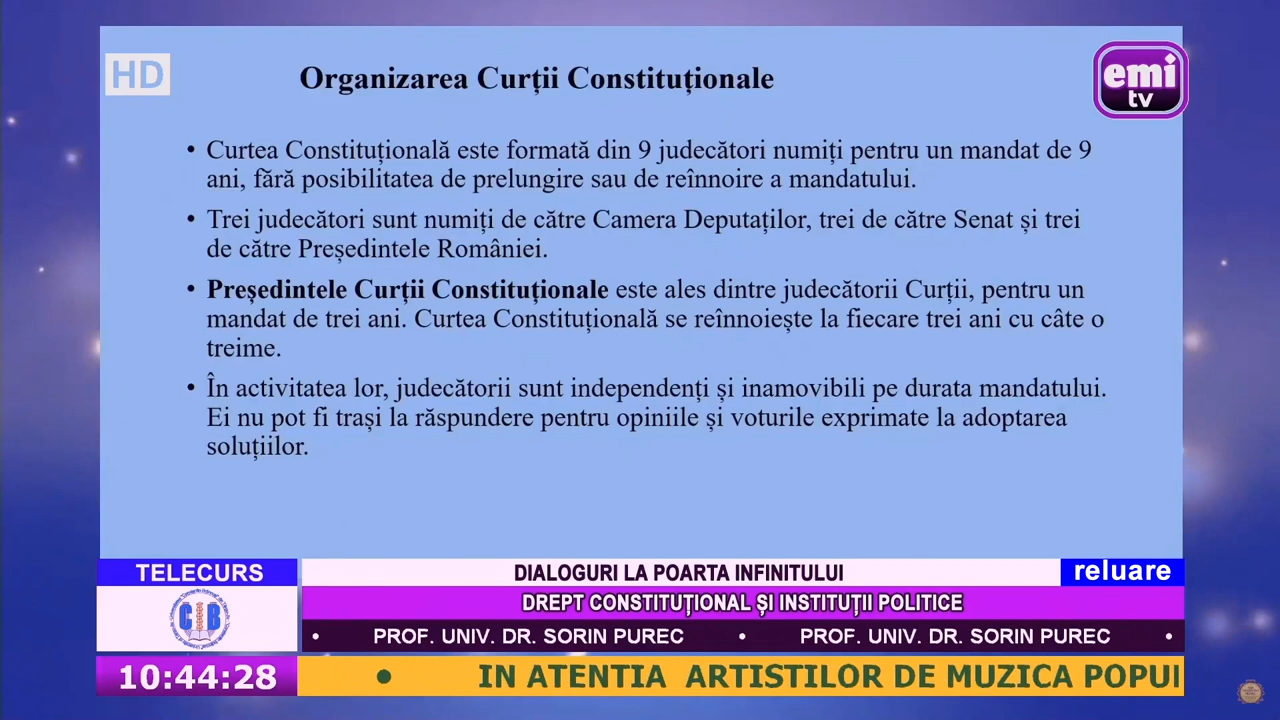 HD
Organizarea Curții Constituționale
emi
tv
• Curtea Constituțională este formată din 9 judecători numiți pentru un mandat de 9
ani, fără posibilitatea de prelungire sau de reînnoire a mandatului.
• Trei judecători sunt numiți de către Camera Deputaților, trei de către Senat și trei
de către Președintele României.
• Președintele Curții Constituționale este ales dintre judecătorii Curții, pentru un
mandat de trei ani. Curtea Constituțională se reînnoiește la fiecare trei ani cu câte o
treime.
• În activitatea lor, judecătorii sunt independenți și inamovibili pe durata mandatului.
Ei nu pot fi trași la răspundere pentru opiniile și voturile exprimate la adoptarea
soluțiilor.
TELECURS
DIALOGURI LA POARTA INFINITULUI
reluare
DREPT CONSTITUȚIONAL ȘI INSTITUȚII POLITICE
CB
• PROF. UNIV. DR. SORIN PUREC • PROF. UNIV. DR. SORIN PUREC •
10:44:28
• IN ATENTIA ARTISTILOR DE MUZICA POPU